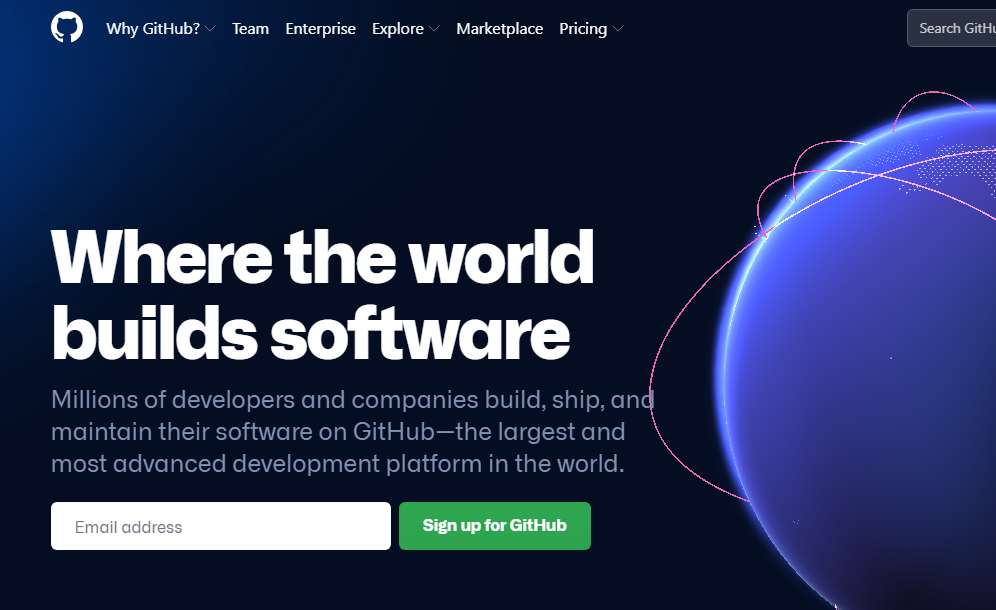 Why GitHub? Team Enterprise Explore Marketplace Pricing Search GitHu
Where the world
builds software
Millions of developers and companies build, ship, and
maintain their software on GitHub—the largest and
most advanced development platform in the world.
Email address Sign up for GitHub